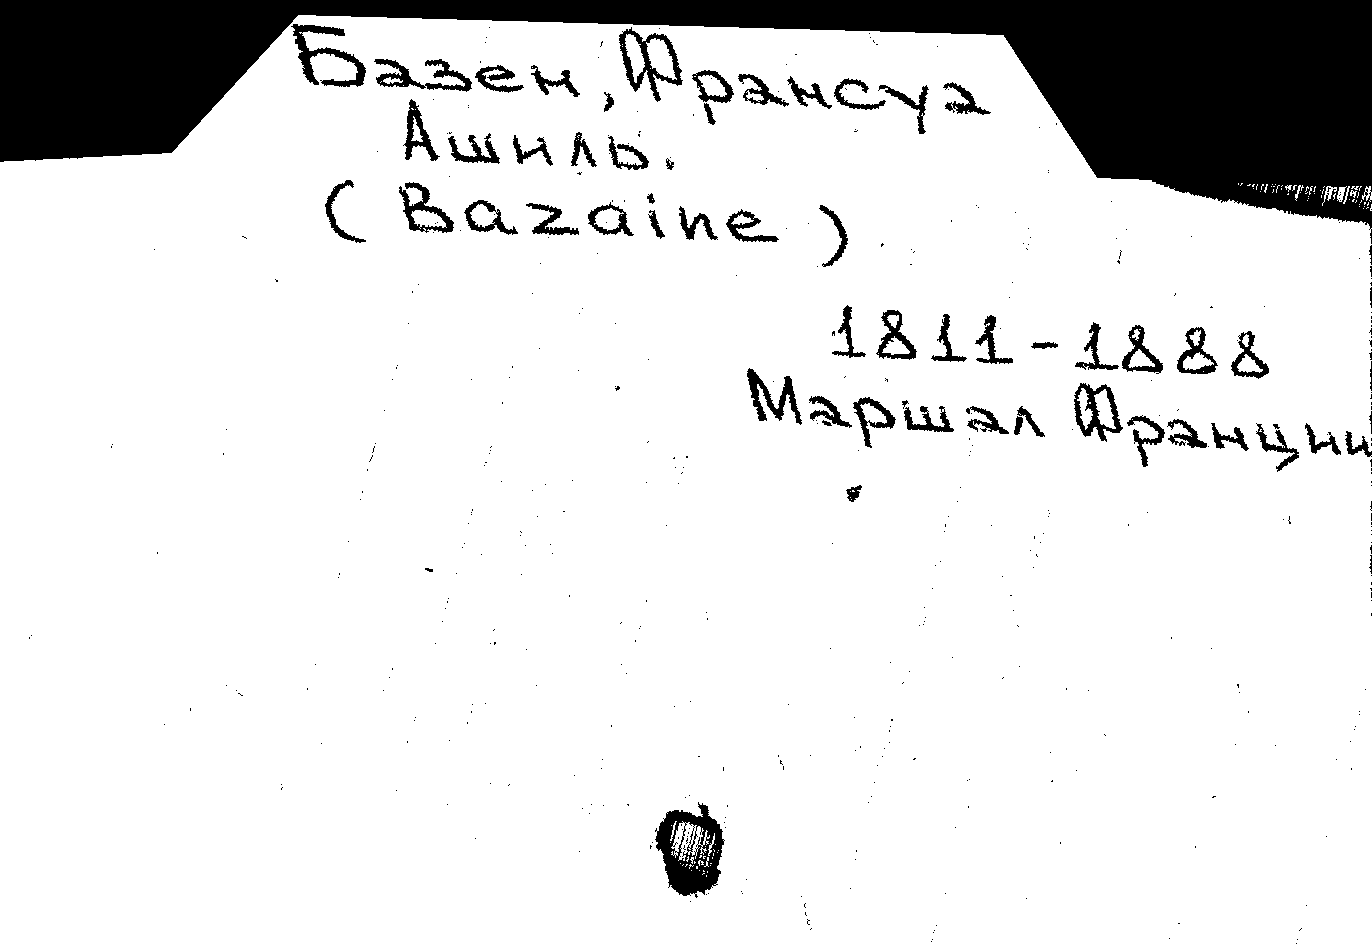 Базен, Франсуа
Ашиль.
(Bazaine)
1811-1888
Маршал Франции